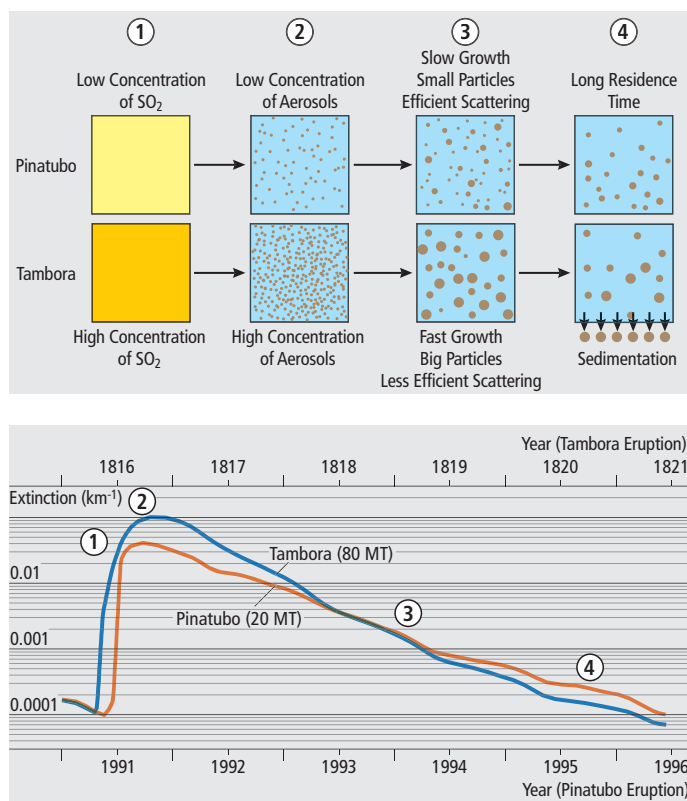 1 2 3 4
Low Concentration
of SO₂
Low Concentration
of Aerosols
Slow Growth
Small Particles
Efficient Scattering
Long Residence
Time
Pinatubo
Tambora
High Concentration
of SO₂
High Concentration
of Aerosols
Fast Growth
Big Particles
Less Efficient Scattering
Sedimentation
Year (Tambora Eruption)
1816 1817 1818 1819 1820 1821
Extinction (km⁻¹)
2
1
Tambora (80 MT)
0.01
Pinatubo (20 MT)
3
0.001
4
0.0001
1991 1992 1993 1994 1995 1996
Year (Pinatubo Eruption)